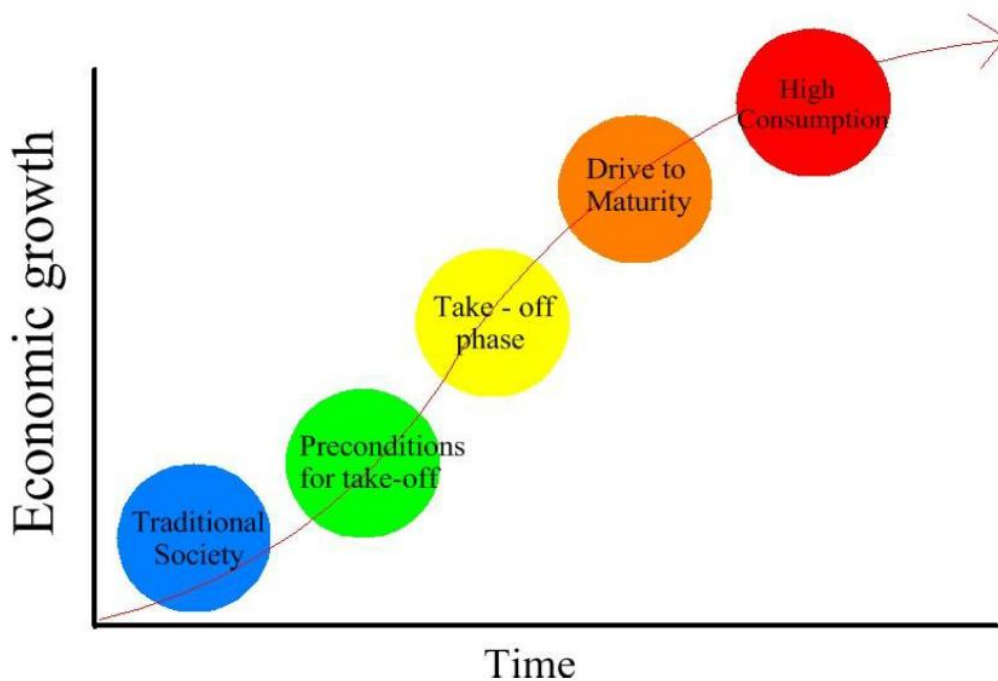 High
Consumption
Drive to
Maturity
Take - off
phase
Preconditions
for take-off
Traditional
Society
Economic growth
Time